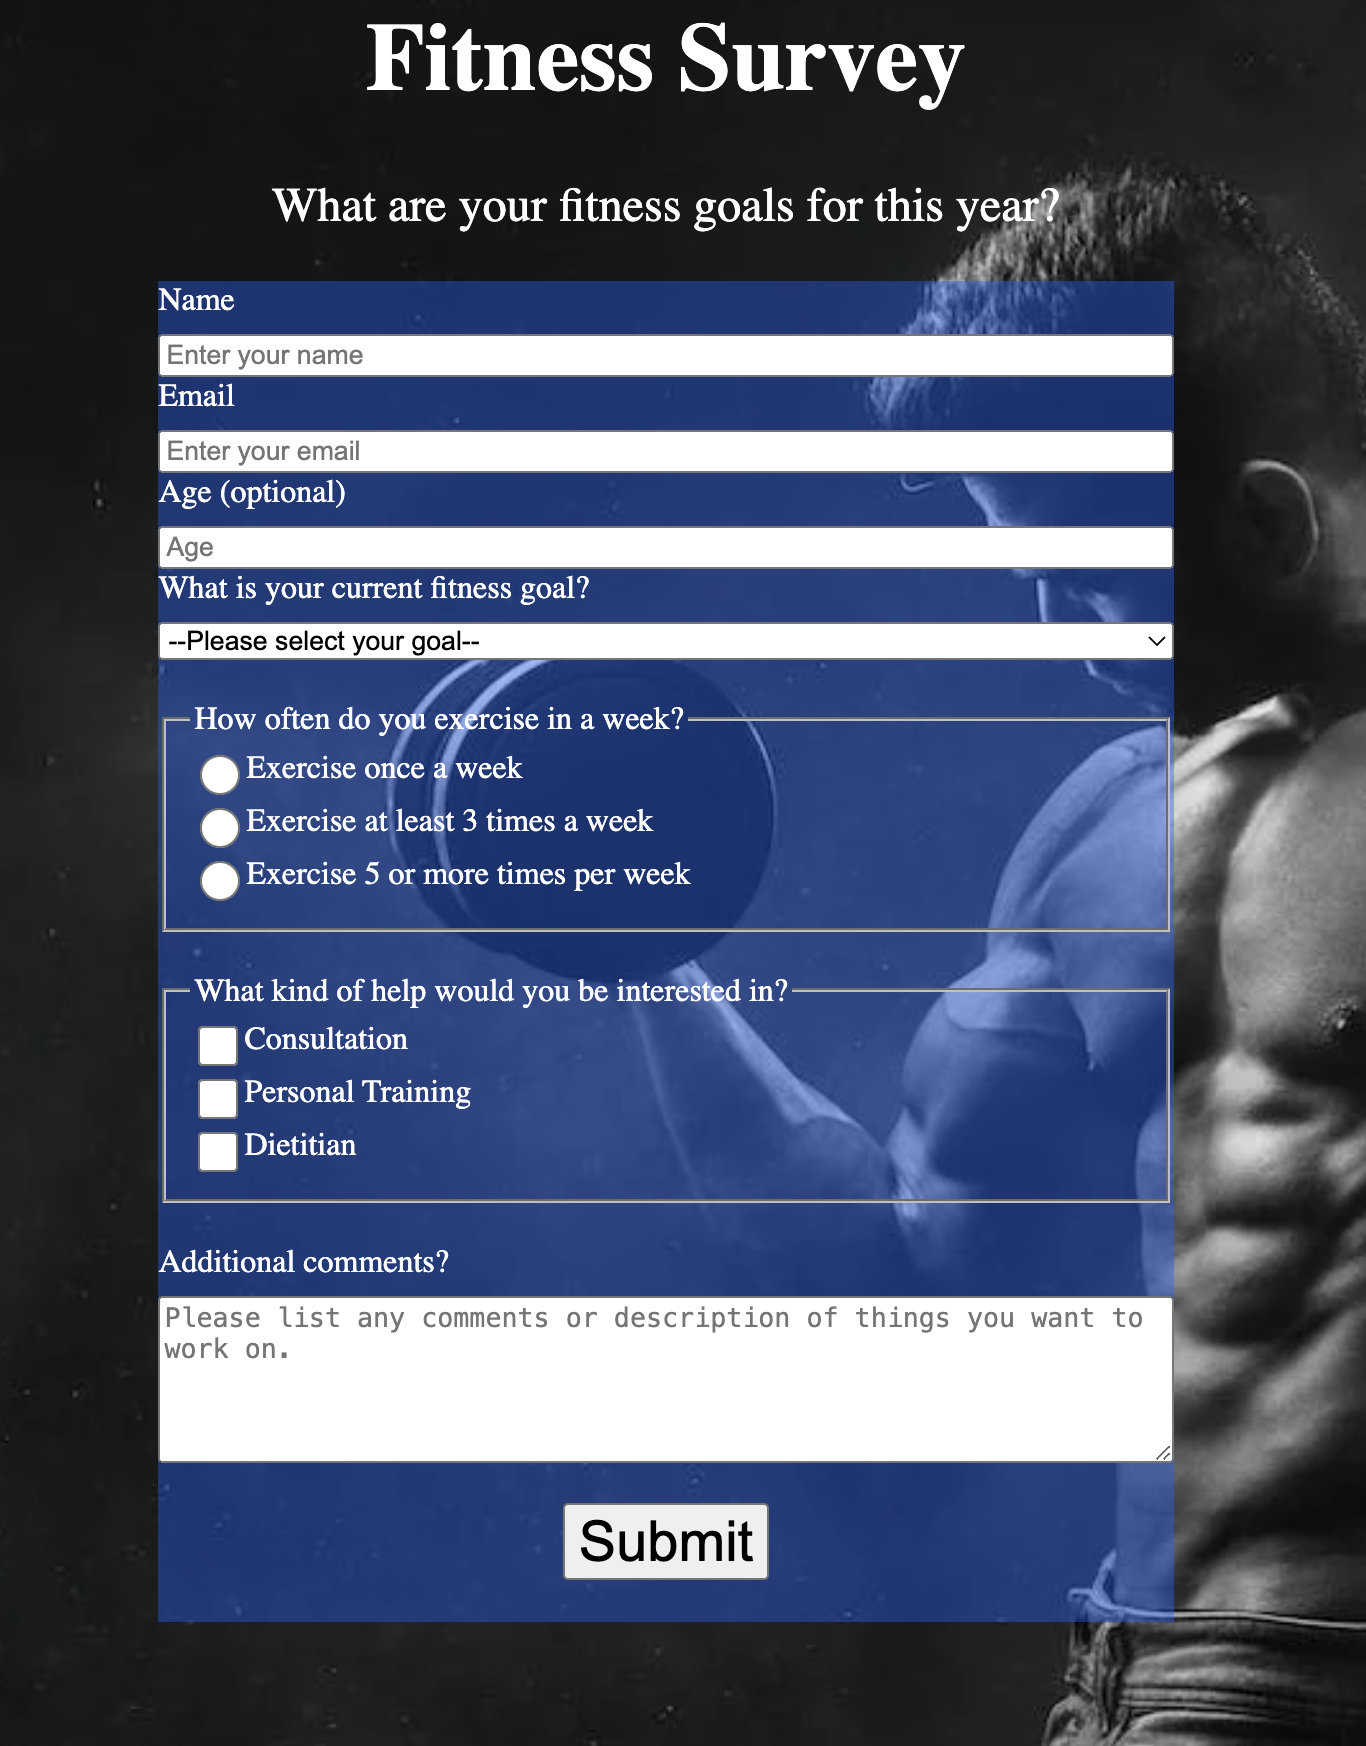 Fitness Survey
What are your fitness goals for this year?
Name
Enter your name
Email
Enter your email
Age (optional)
Age
What is your current fitness goal?
--Please select your goal--
How often do you exercise in a week?
Exercise once a week
Exercise at least 3 times a week
Exercise 5 or more times per week
What kind of help would you be interested in?
Consultation
Personal Training
Dietitian
Additional comments?
Please list any comments or description of things you want to
work on.
Submit